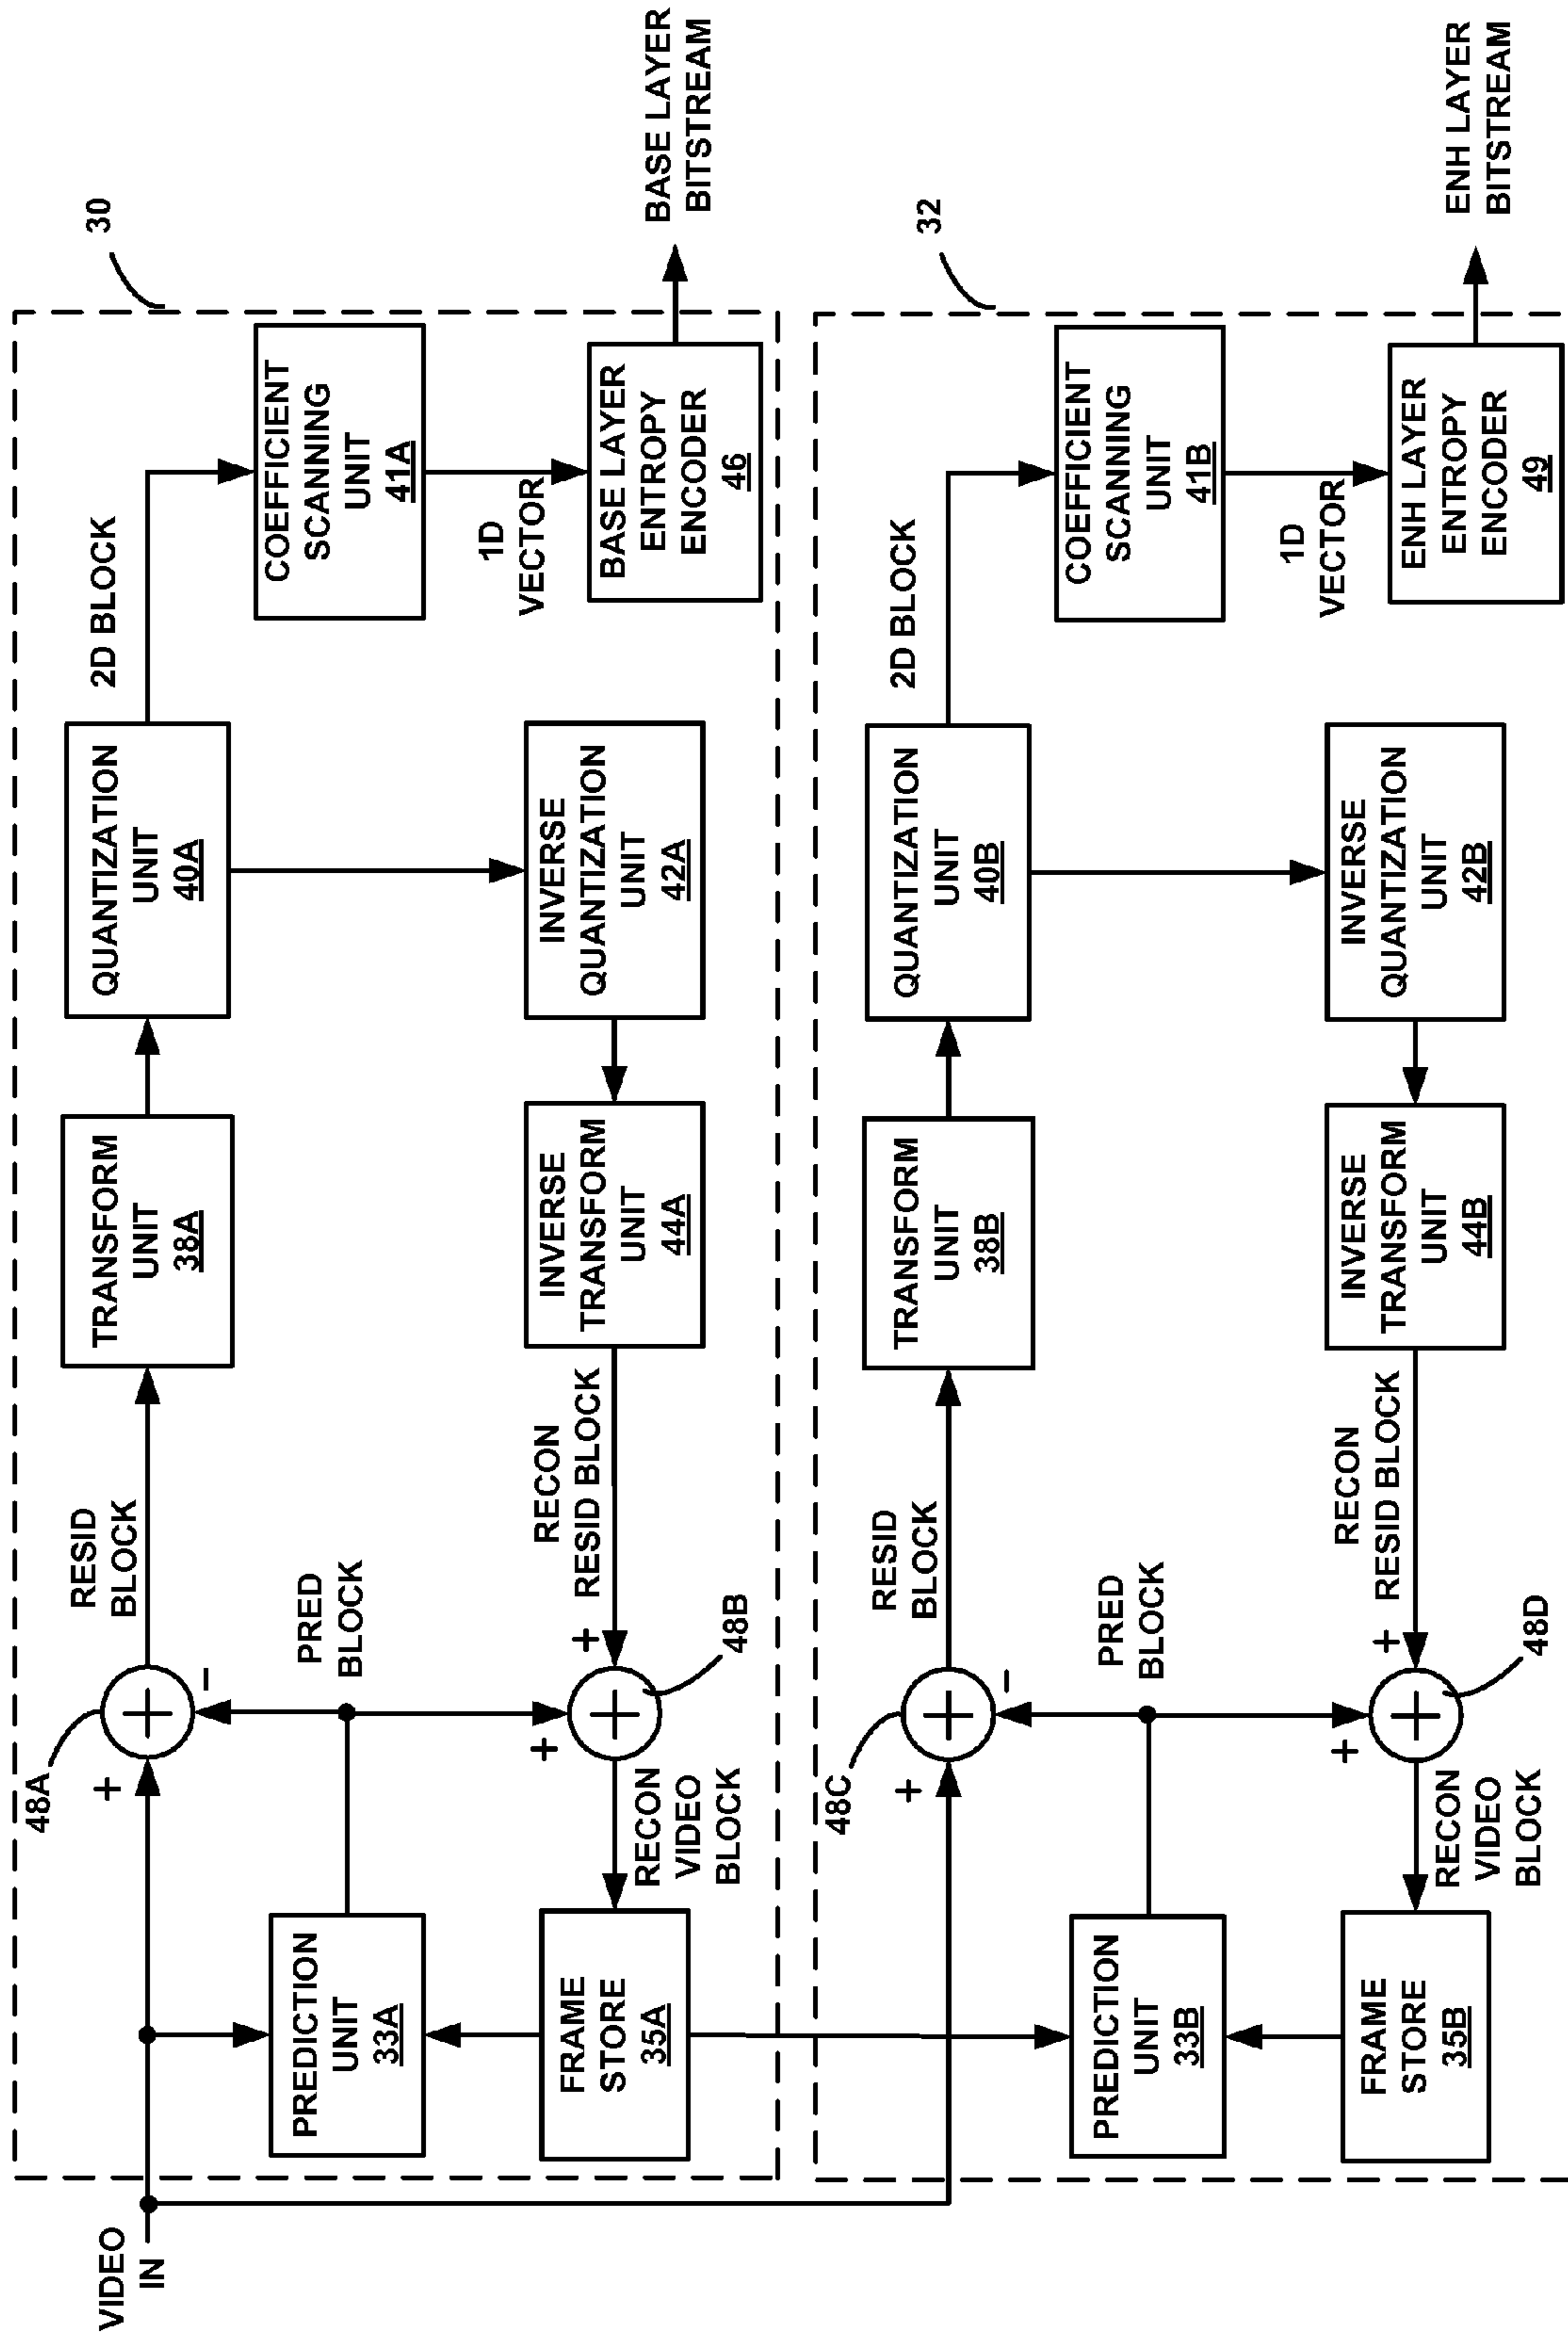 VIDEO
IN
48A
+
+
-
RESID
BLOCK
TRANSFORM
UNIT
38A
QUANTIZATION
UNIT
40A
2D BLOCK
30
COEFFICIENT
SCANNING
UNIT
41A
1D
VECTOR
PREDICTION
UNIT
33A
PRED
BLOCK
FRAME
STORE
35A
RECON
VIDEO
BLOCK
+
+
+
48B
RECON
RESID BLOCK
INVERSE
TRANSFORM
UNIT
44A
INVERSE
QUANTIZATION
UNIT
42A
BASE LAYER
ENTROPY
ENCODER
46
BASE LAYER
BITSTREAM
48C
+
+
-
RESID
BLOCK
TRANSFORM
UNIT
38B
QUANTIZATION
UNIT
40B
2D BLOCK
32
COEFFICIENT
SCANNING
UNIT
41B
1D
VECTOR
PREDICTION
UNIT
33B
PRED
BLOCK
FRAME
STORE
35B
RECON
VIDEO
BLOCK
+
+
+
48D
RECON
RESID BLOCK
INVERSE
TRANSFORM
UNIT
44B
INVERSE
QUANTIZATION
UNIT
42B
ENH LAYER
ENTROPY
ENCODER
49
ENH LAYER
BITSTREAM